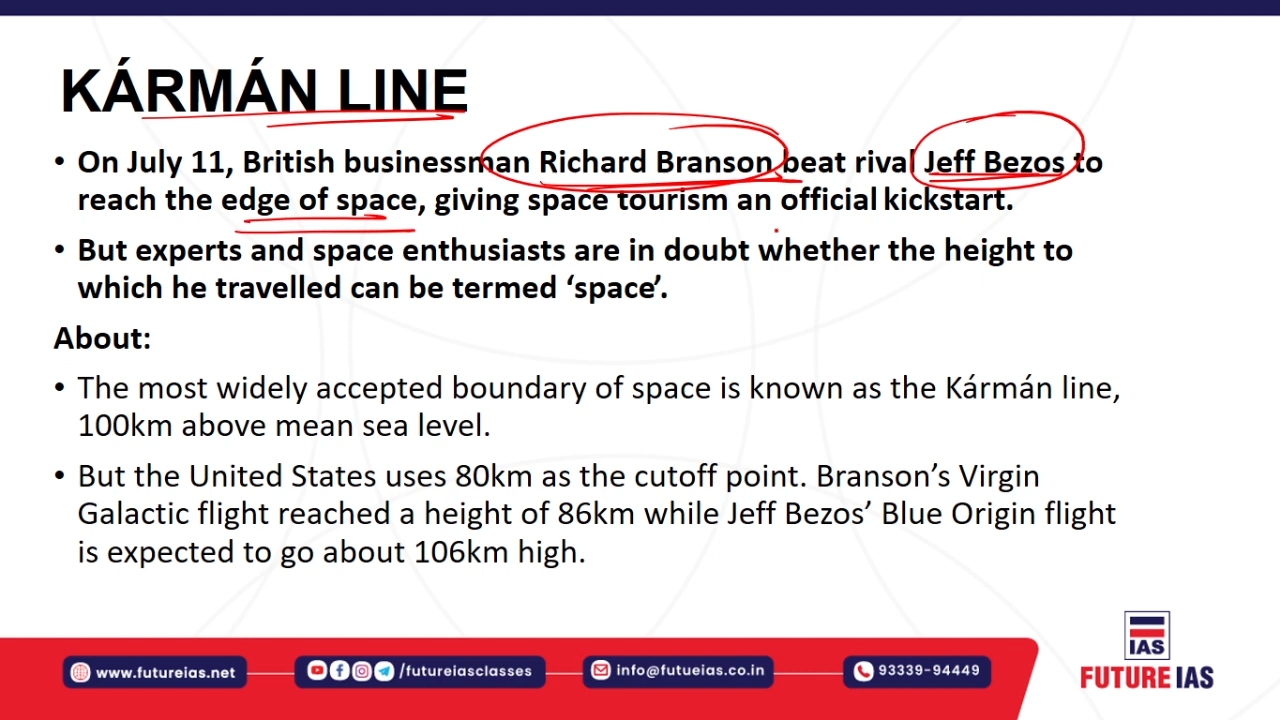 KÁRMÁN LINE
• On July 11, British businessman Richard Branson beat rival Jeff Bezos to
reach the edge of space, giving space tourism an official kickstart.
• But experts and space enthusiasts are in doubt whether the height to
which he travelled can be termed ‘space’.
About:
• The most widely accepted boundary of space is known as the Kármán line,
100km above mean sea level.
• But the United States uses 80km as the cutoff point. Branson’s Virgin
Galactic flight reached a height of 86km while Jeff Bezos’ Blue Origin flight
is expected to go about 106km high.
IAS
FUTURE IAS
www.futureias.net
/futureiasclasses
info@futueias.co.in
93339-94449